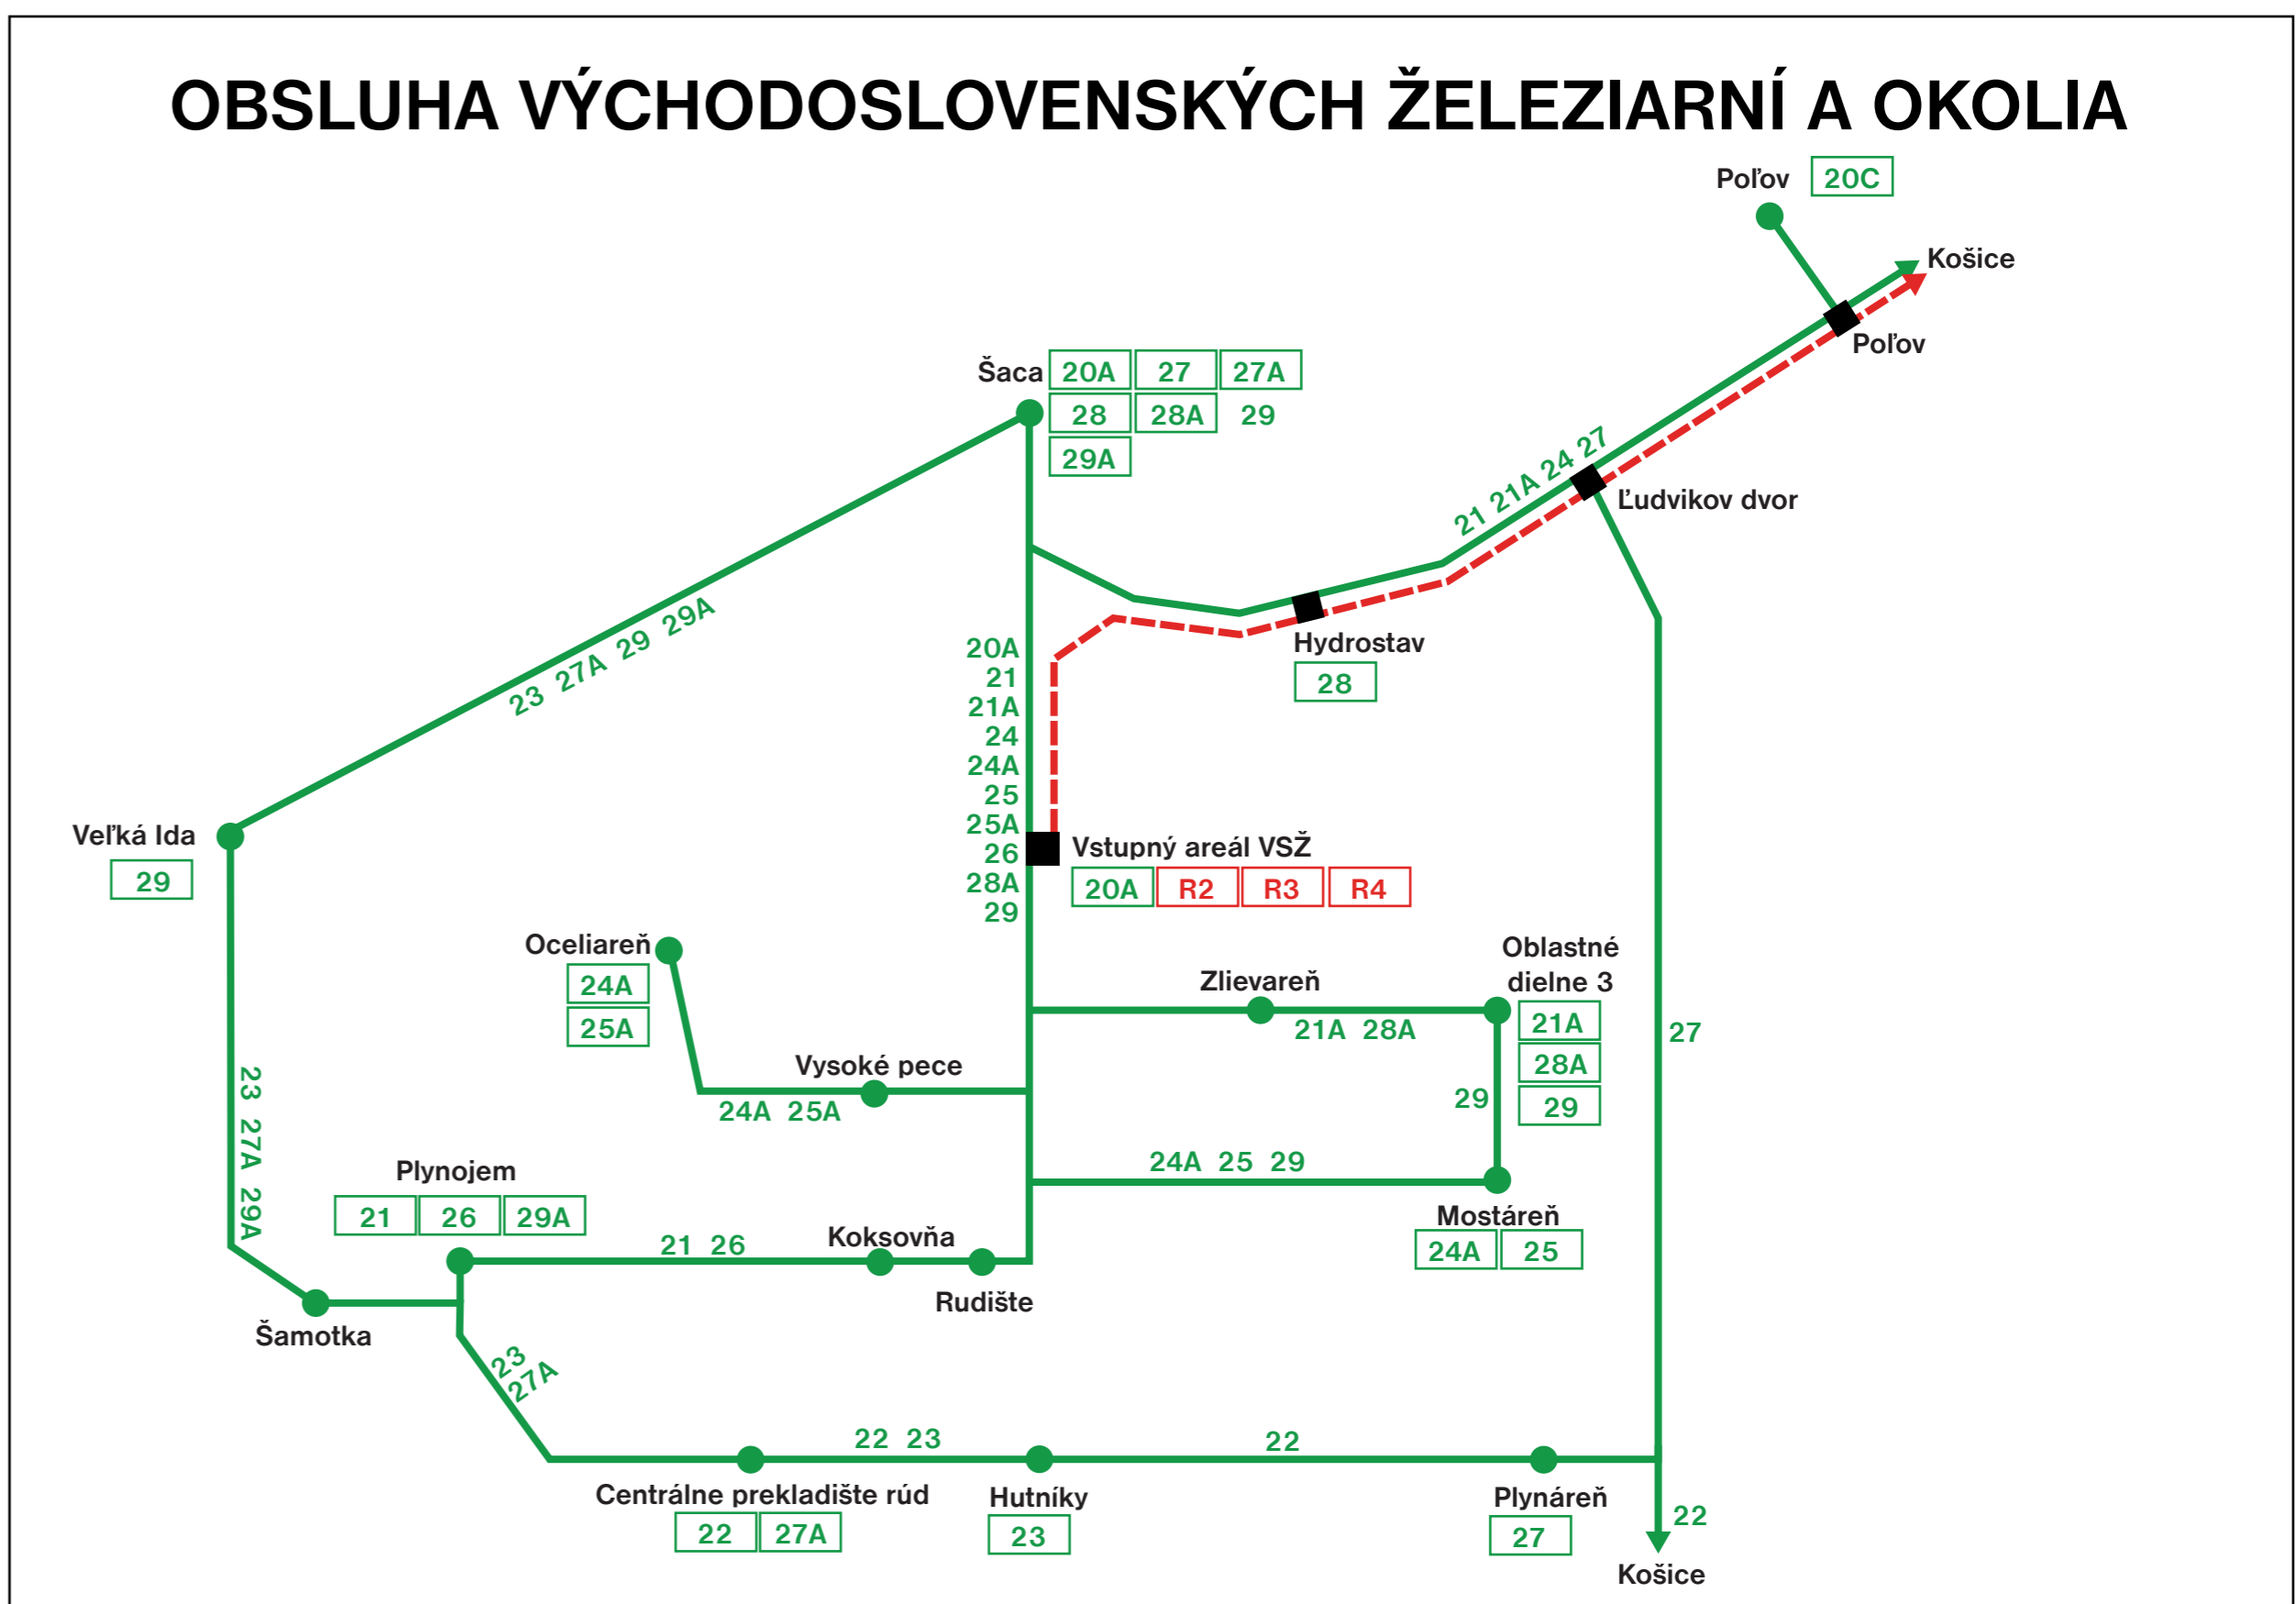 OBSLUHA VÝCHODOSLOVENSKÝCH ŽELEZIARNÍ A OKOLIA
Poľov 20C
Košice
Poľov
Šaca 20A 27 27A
28 28A 29
29A
21 21A 24 27
Ľudvikov dvor
23 27A 29 29A
Hydrostav
28
20A
21
21A
24
24A
25
25A
26
28A
29
Vstupný areál VSŽ
20A R2 R3 R4
Veľká Ida
29
Oceliareň
24A
25A
Zlievareň
21A 28A
Oblastné
dielne 3
21A
28A
29
29
27
Vysoké pece
24A 25A
23 27A 29A
Plynojem
21 26 29A
24A 25 29
Mostáreň
24A 25
21 26
Koksovňa
Rudište
Šamotka
23
27A
22 23
22
Centrálne prekladište rúd
22 27A
Hutníky
23
Plynáreň
27
22
Košice